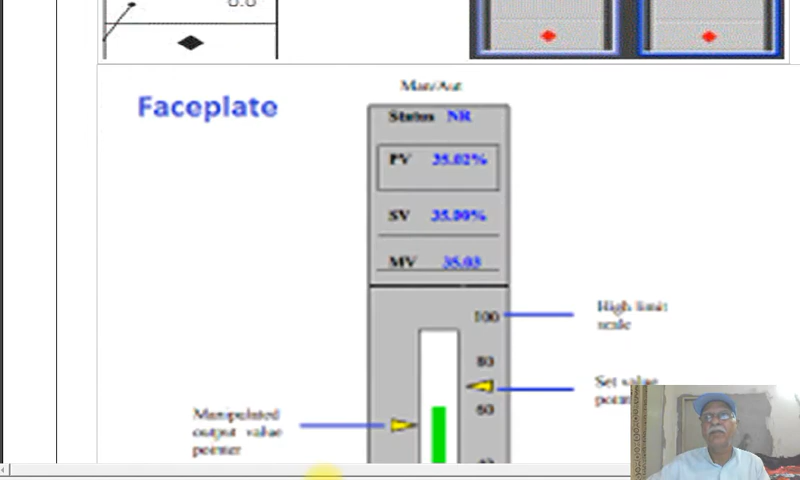 0.0
Man/Aut
Faceplate
Status NR
PV 35.02%
SV 35.00%
MV 35.03
100
High limit
scale
80
Set value
60
Manipulated
output value
pointer